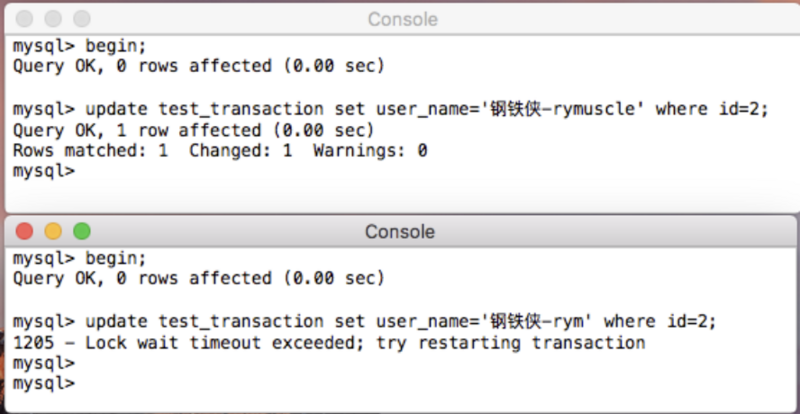 Console
mysql> begin;
Query OK, 0 rows affected (0.00 sec)
mysql> update test_transaction set user_name='钢铁侠-rymuscle' where id=2;
Query OK, 1 row affected (0.00 sec)
Rows matched: 1  Changed: 1  Warnings: 0
mysql>
Console
mysql> begin;
Query OK, 0 rows affected (0.00 sec)
mysql> update test_transaction set user_name='钢铁侠-rym' where id=2;
1205 - Lock wait timeout exceeded; try restarting transaction
mysql>
mysql>